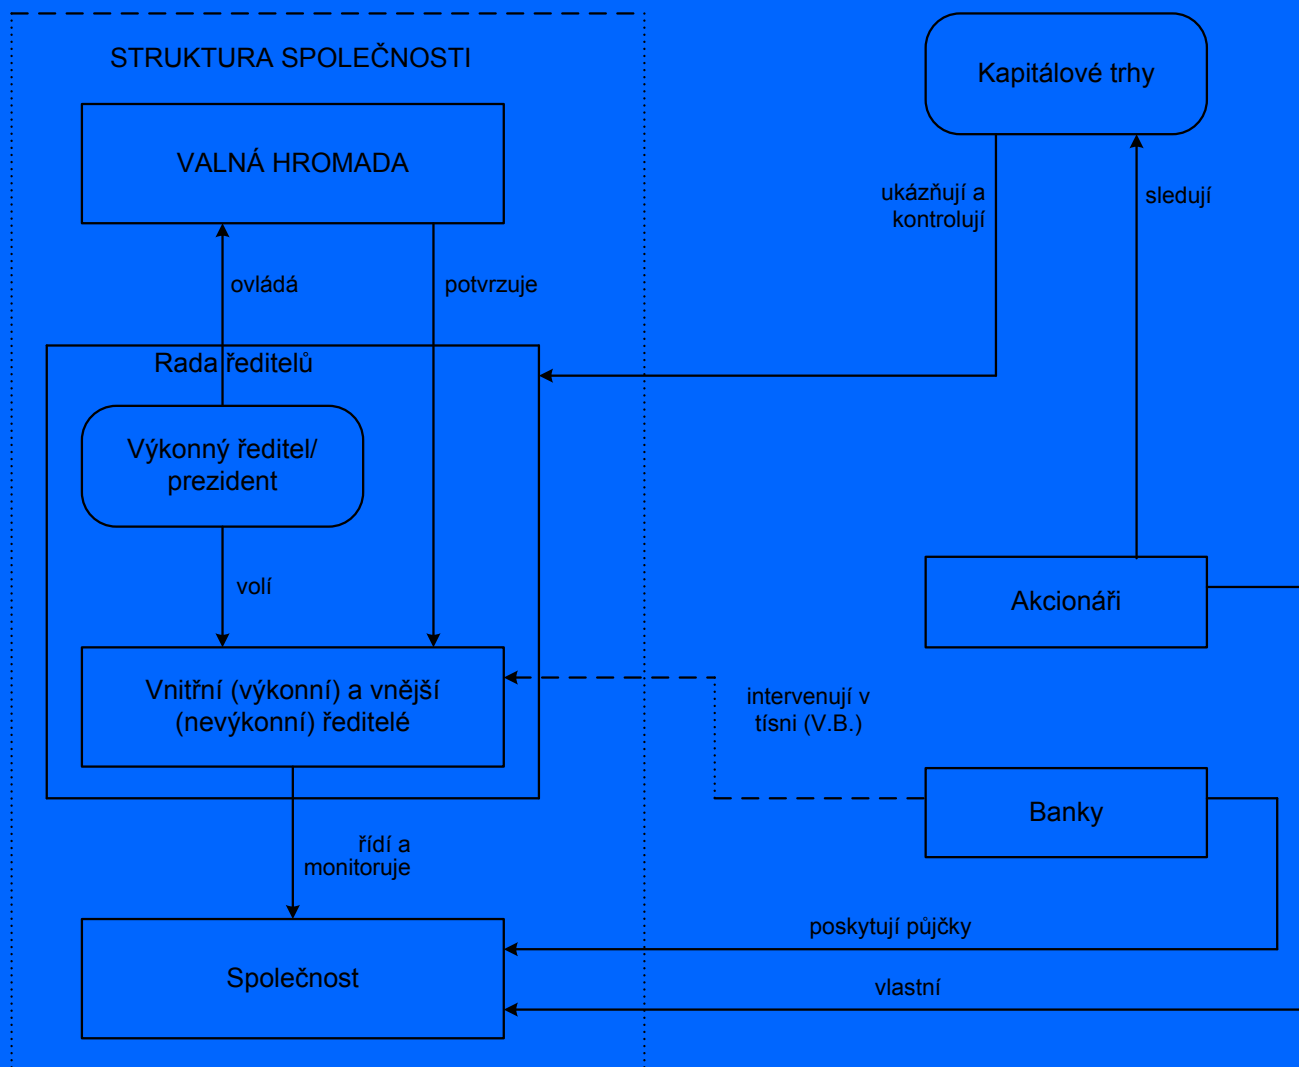 STRUKTURA SPOLEČNOSTI
Kapitálové trhy
VALNÁ HROMADA
ukázňují a
kontrolují
sledují
ovládá
potvrzuje
Rada ředitelů
Výkonný ředitel/
prezident
volí
Akcionáři
Vnitřní (výkonní) a vnější
(nevýkonní) ředitelé
intervenují v
tísni (V.B.)
Banky
řídí a
monitoruje
poskytují půjčky
Společnost
vlastní